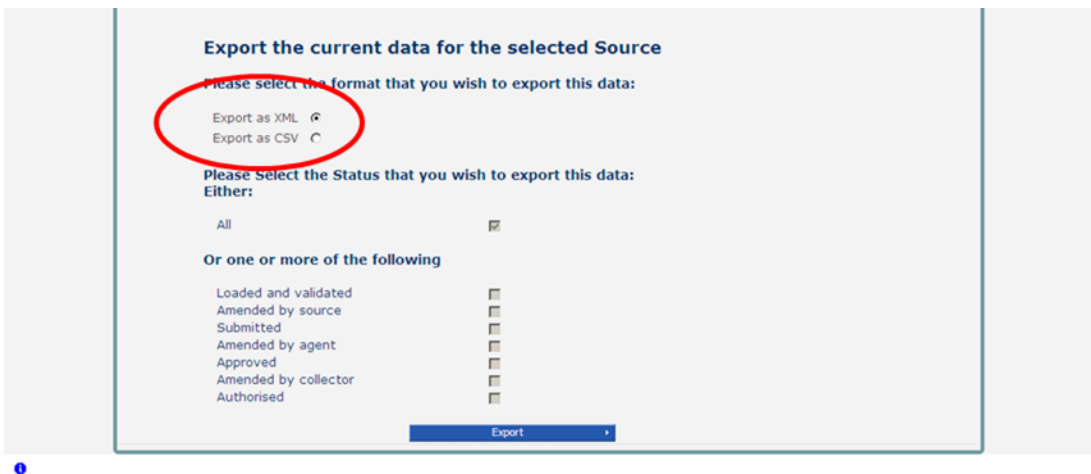 Export the current data for the selected Source
Please select the format that you wish to export this data:
Export as XML
Export as CSV
Please Select the Status that you wish to export this data:
Either:
All
Or one or more of the following
Loaded and validated
Amended by source
Submitted
Amended by agent
Approved
Amended by collector
Authorised
Export